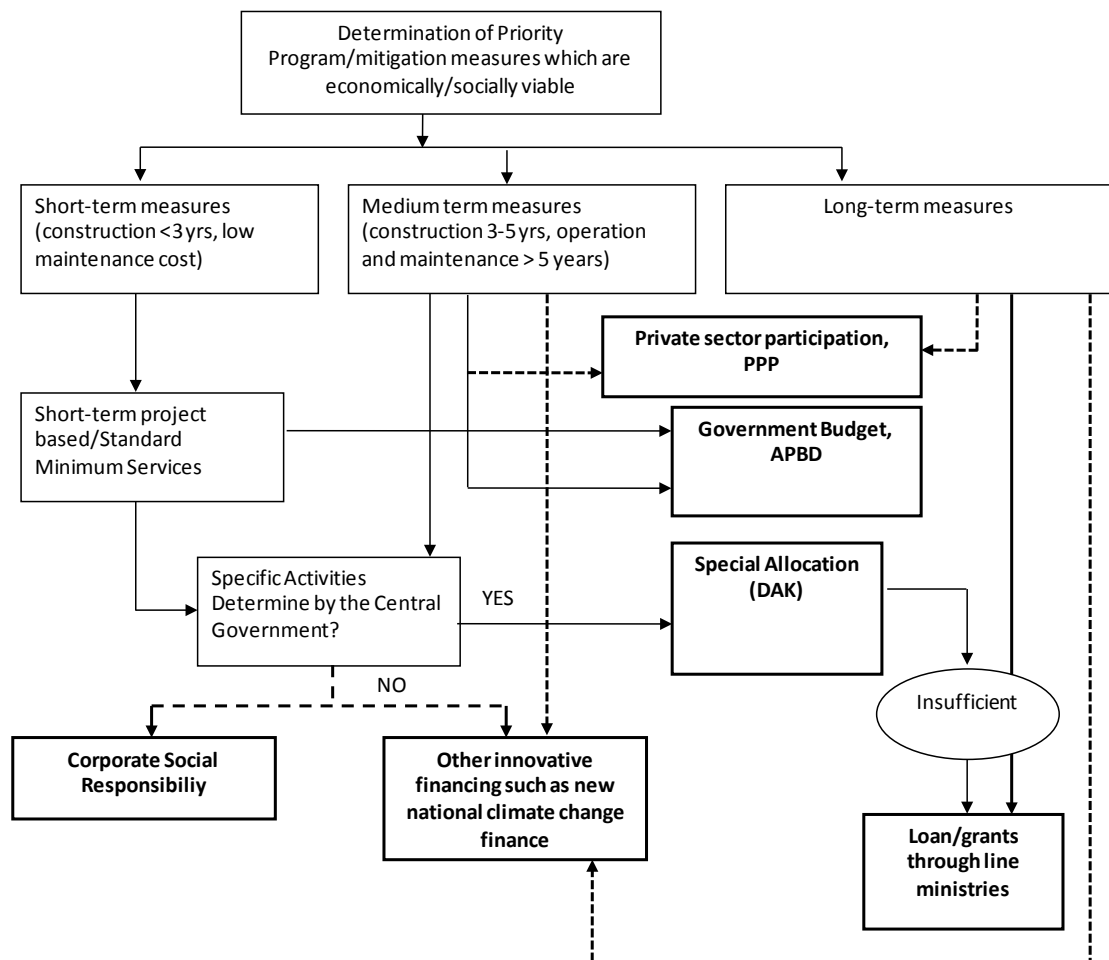 Determination of Priority
Program/mitigation measures which are
economically/socially viable
Short-term measures
(construction <3 yrs, low
maintenance cost)
Medium term measures
(construction 3-5 yrs, operation
and maintenance > 5 years)
Long-term measures
Private sector participation,
PPP
Short-term project
based/Standard
Minimum Services
Government Budget,
APBD
Specific Activities
Determine by the Central
Government?
YES
Special Allocation
(DAK)
NO
Insufficient
Corporate Social
Responsibiliy
Other innovative
financing such as new
national climate change
finance
Loan/grants
through line
ministries